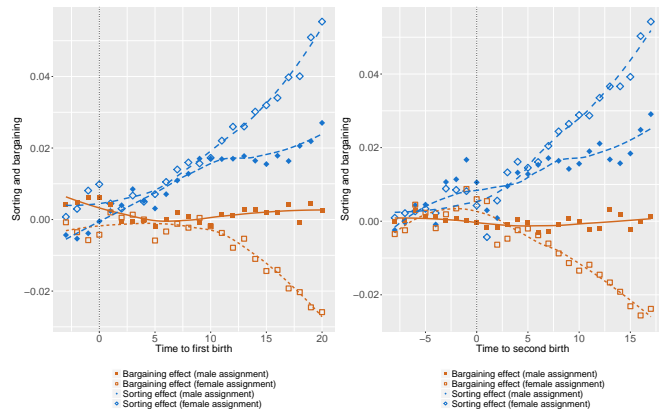 Sorting and bargaining
0.04
0.02
0.00
−0.02
0
5
10
15
20
Time to first birth
Bargaining effect (male assignment)
Bargaining effect (female assignment)
Sorting effect (male assignment)
Sorting effect (female assignment)
Sorting and bargaining
0.04
0.02
0.00
−0.02
−5
0
5
10
15
Time to second birth
Bargaining effect (male assignment)
Bargaining effect (female assignment)
Sorting effect (male assignment)
Sorting effect (female assignment)